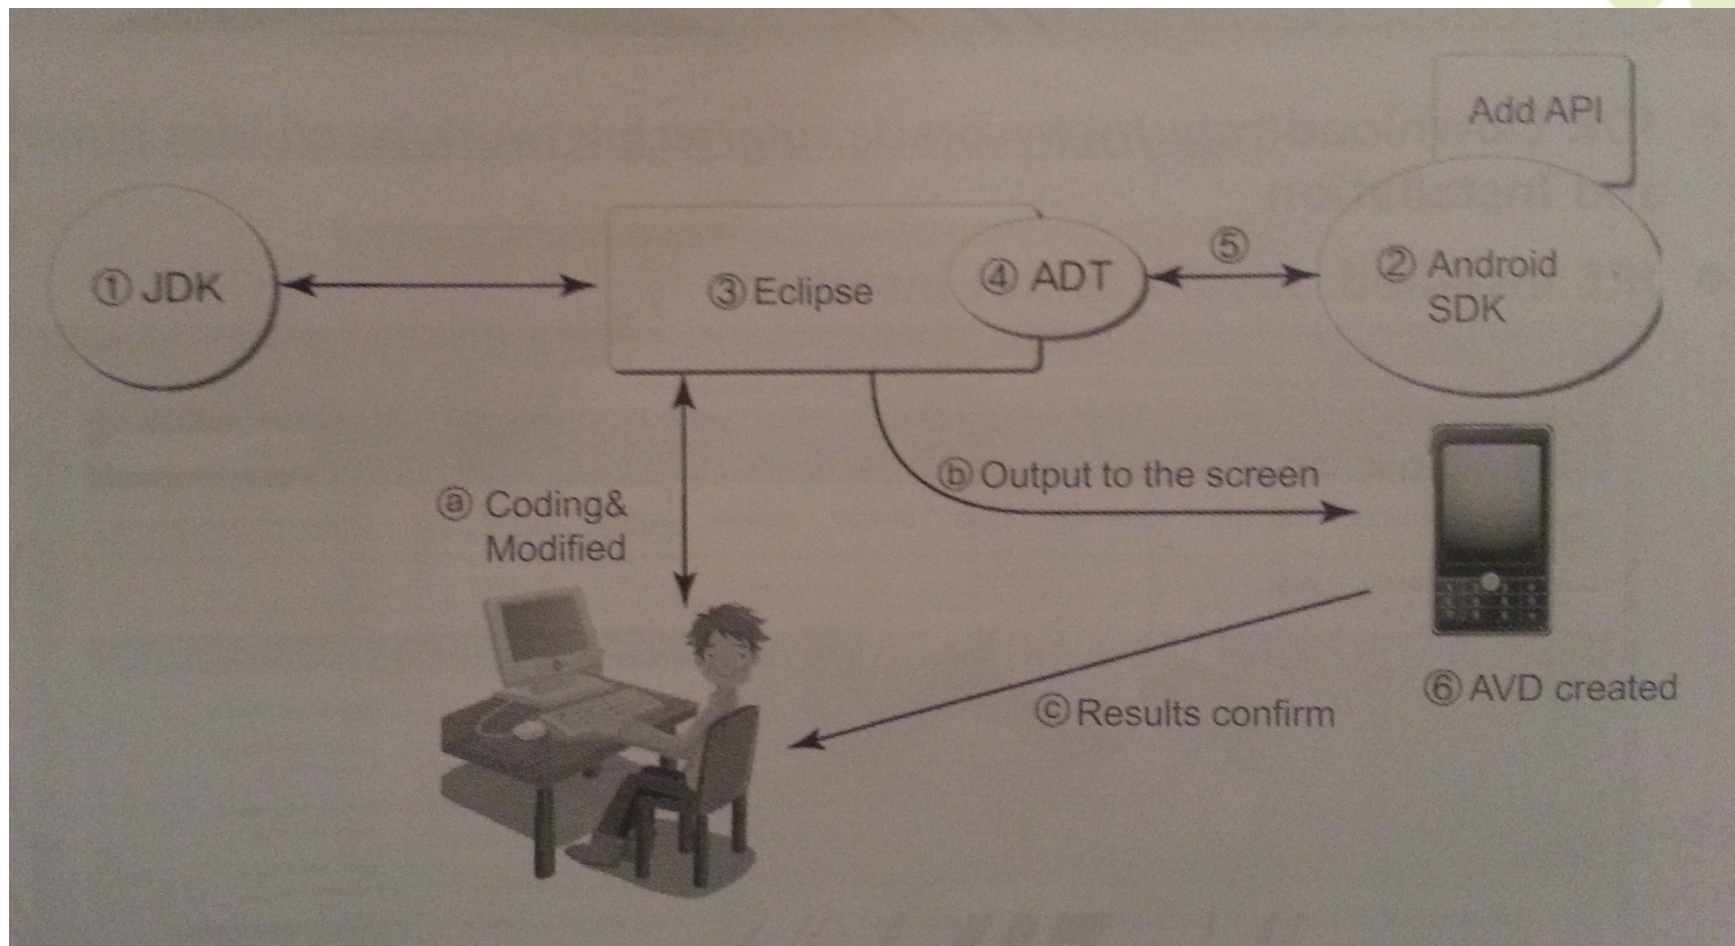 Add API
① JDK
③ Eclipse
④ ADT
⑤
② Android
SDK
ⓐ Coding&
Modified
ⓑ Output to the screen
ⓒ Results confirm
⑥ AVD created